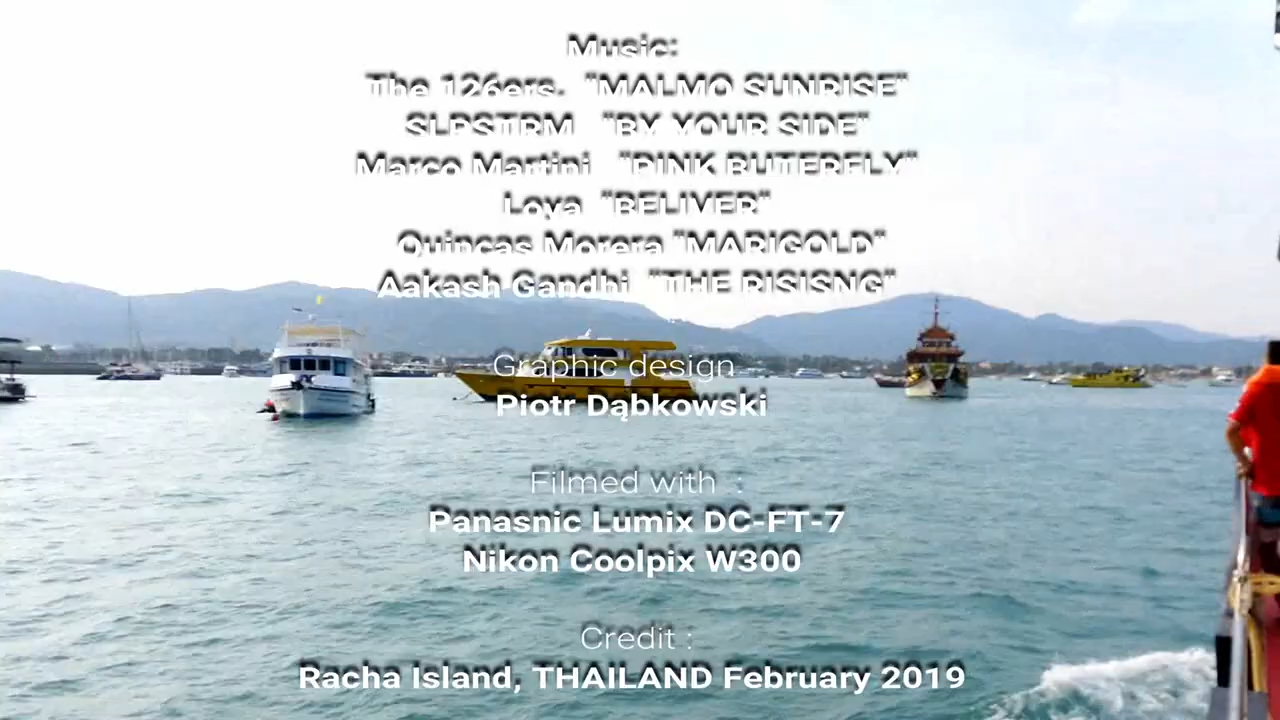 Music:
The 126ers. "MALMO SUNRISE"
SLPSTRM "BY YOUR SIDE"
Marco Martini "PINK BUTERFLY"
Loya "BELIVER"
Quincas Morera "MARIGOLD"
Aakash Gandhi "THE RISISNG"
Graphic design
Piotr Dąbkowski
Filmed with :
Panasnic Lumix DC-FT-7
Nikon Coolpix W300
Credit :
Racha Island, THAILAND February 2019